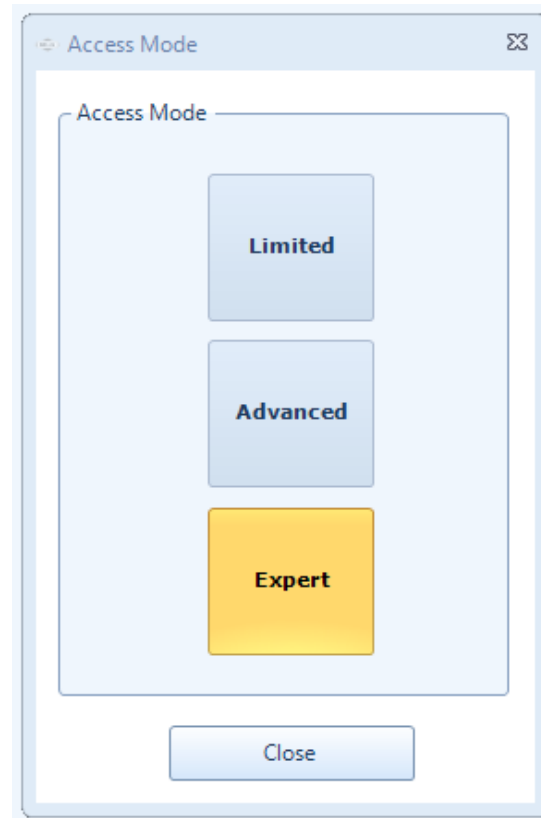 Access Mode
Access Mode
Limited
Advanced
Expert
Close